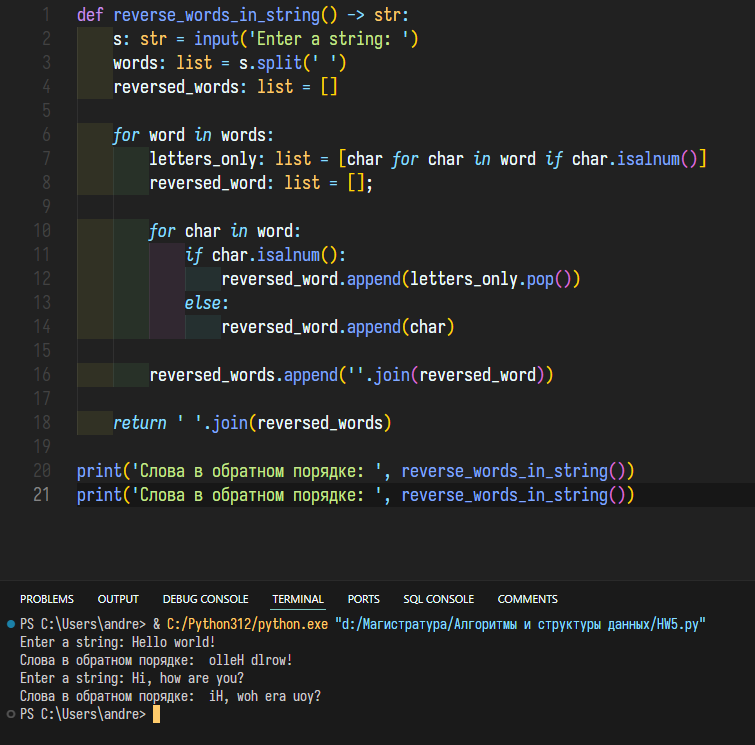 1 def reverse_words_in_string() -> str:
2     s: str = input('Enter a string: ')
3     words: list = s.split(' ')
4     reversed_words: list = []
5
6     for word in words:
7         letters_only: list = [char for char in word if char.isalnum()]
8         reversed_word: list = [];
9
10         for char in word:
11             if char.isalnum():
12                 reversed_word.append(letters_only.pop())
13             else:
14                 reversed_word.append(char)
15
16         reversed_words.append(''.join(reversed_word))
17
18     return ' '.join(reversed_words)
19
20 print('Слова в обратном порядке: ', reverse_words_in_string())
21 print('Слова в обратном порядке: ', reverse_words_in_string())
PROBLEMS OUTPUT DEBUG CONSOLE TERMINAL PORTS SQL CONSOLE COMMENTS
PS C:\Users\andre> & C:/Python312/python.exe "d:/Магистратура/Алгоритмы и структуры данных/HW5.py"
Enter a string: Hello world!
Слова в обратном порядке:  olleH dlrow!
Enter a string: Hi, how are you?
Слова в обратном порядке:  iH, woh era uoy?
PS C:\Users\andre>